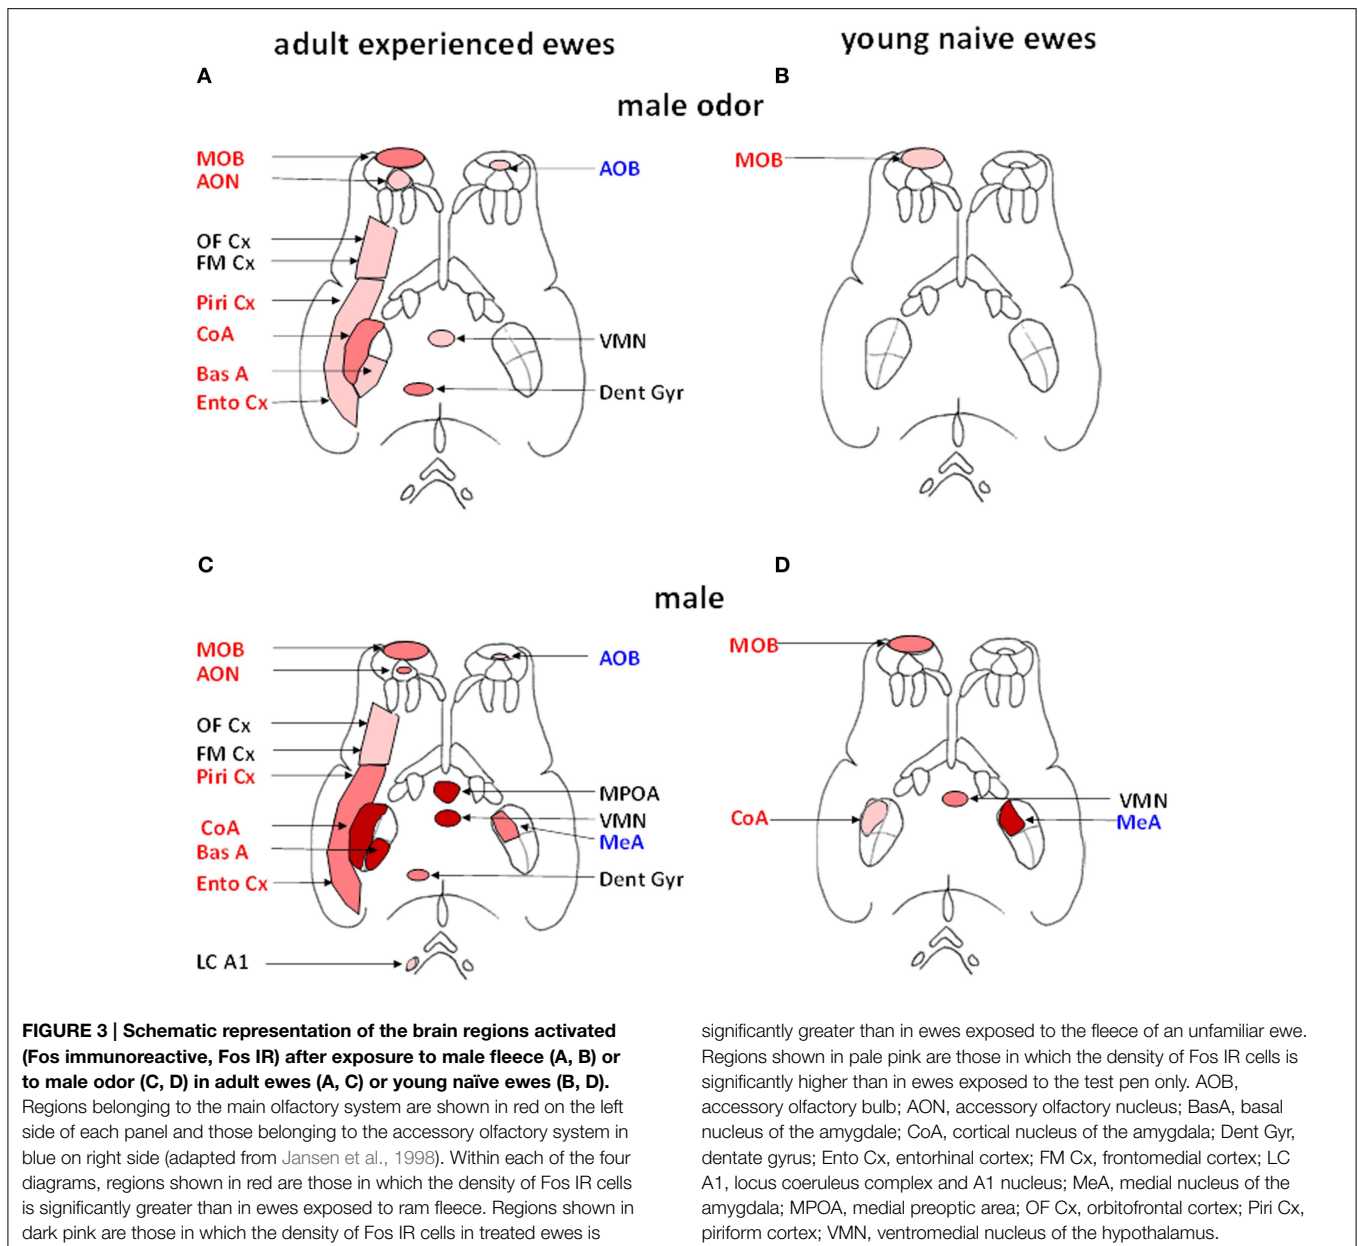 adult experienced ewes
young naive ewes
A
B
male odor
MOB
AON
OF Cx
FM Cx
Piri Cx
CoA
Bas A
Ento Cx
AOB
VMN
Dent Gyr
MOB
C
D
male
MOB
AON
OF Cx
FM Cx
Piri Cx
CoA
Bas A
Ento Cx
LC A1
AOB
MPOA
VMN
MeA
Dent Gyr
MOB
CoA
VMN
MeA
FIGURE 3 | Schematic representation of the brain regions activated
(Fos immunoreactive, Fos IR) after exposure to male fleece (A, B) or
to male odor (C, D) in adult ewes (A, C) or young naïve ewes (B, D).
Regions belonging to the main olfactory system are shown in red on the left
side of each panel and those belonging to the accessory olfactory system in
blue on right side (adapted from Jansen et al., 1998). Within each of the four
diagrams, regions shown in red are those in which the density of Fos IR cells
is significantly greater than in ewes exposed to ram fleece. Regions shown in
dark pink are those in which the density of Fos IR cells in treated ewes is
significantly greater than in ewes exposed to the fleece of an unfamiliar ewe.
Regions shown in pale pink are those in which the density of Fos IR cells is
significantly higher than in ewes exposed to the test pen only. AOB,
accessory olfactory bulb; AON, accessory olfactory nucleus; BasA, basal
nucleus of the amygdale; CoA, cortical nucleus of the amygdala; Dent Gyr,
dentate gyrus; Ento Cx, entorhinal cortex; FM Cx, frontomedial cortex; LC
A1, locus coeruleus complex and A1 nucleus; MeA, medial nucleus of the
amygdala; MPOA, medial preoptic area; OF Cx, orbitofrontal cortex; Piri Cx,
piriform cortex; VMN, ventromedial nucleus of the hypothalamus.